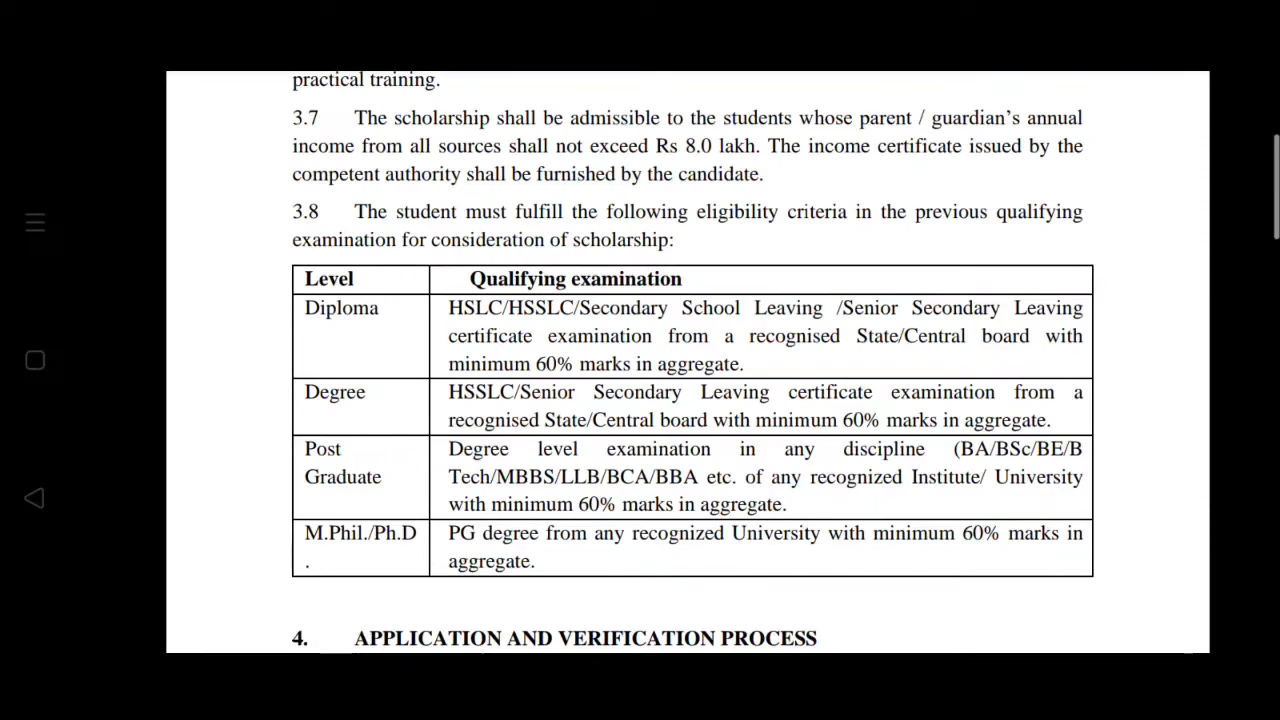 practical training.
3.7 The scholarship shall be admissible to the students whose parent / guardian's annual
income from all sources shall not exceed Rs 8.0 lakh. The income certificate issued by the
competent authority shall be furnished by the candidate.
3.8 The student must fulfill the following eligibility criteria in the previous qualifying
examination for consideration of scholarship:
Level Qualifying examination
Diploma HSLC/HSSLC/Secondary School Leaving /Senior Secondary Leaving
certificate examination from a recognised State/Central board with
minimum 60% marks in aggregate.
Degree HSSLC/Senior Secondary Leaving certificate examination from a
recognised State/Central board with minimum 60% marks in aggregate.
Post Degree level examination in any discipline (BA/BSc/BE/B
Graduate Tech/MBBS/LLB/BCA/BBA etc. of any recognized Institute/ University
with minimum 60% marks in aggregate.
M.Phil./Ph.D PG degree from any recognized University with minimum 60% marks in
. aggregate.
4. APPLICATION AND VERIFICATION PROCESS